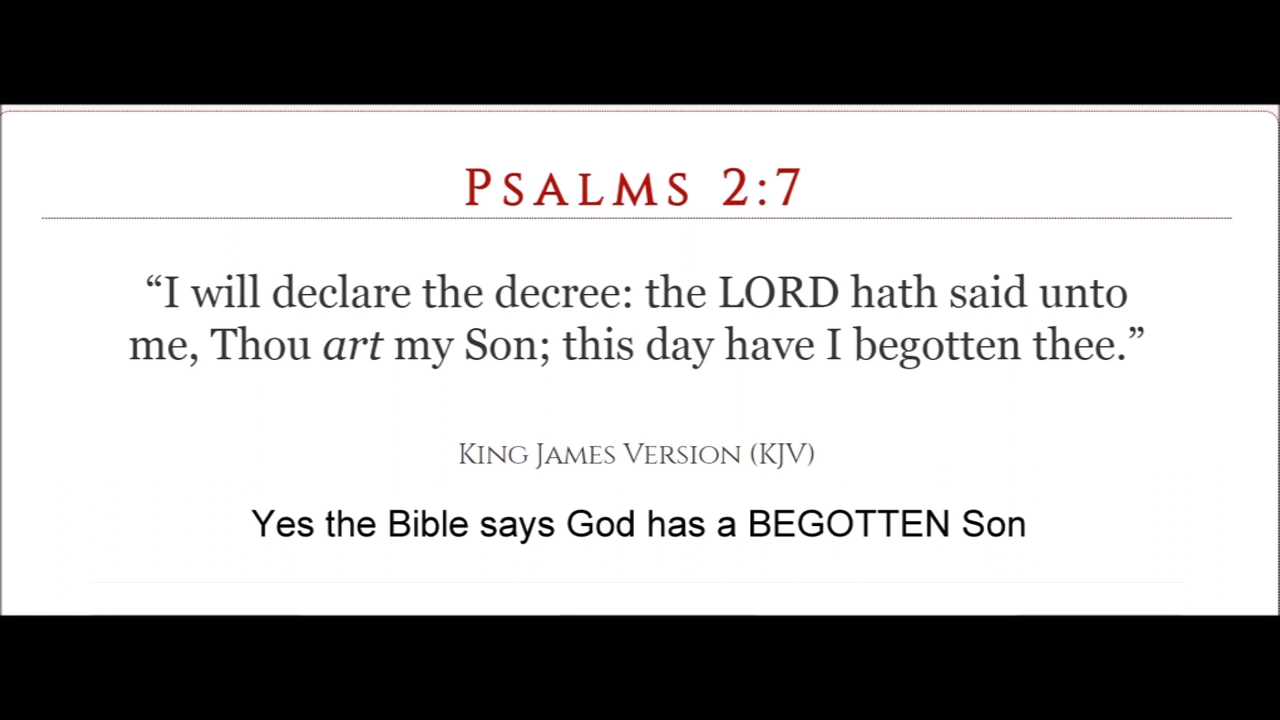 PSALMS 2:7
“I will declare the decree: the LORD hath said unto
me, Thou art my Son; this day have I begotten thee.”
KING JAMES VERSION (KJV)
Yes the Bible says God has a BEGOTTEN Son